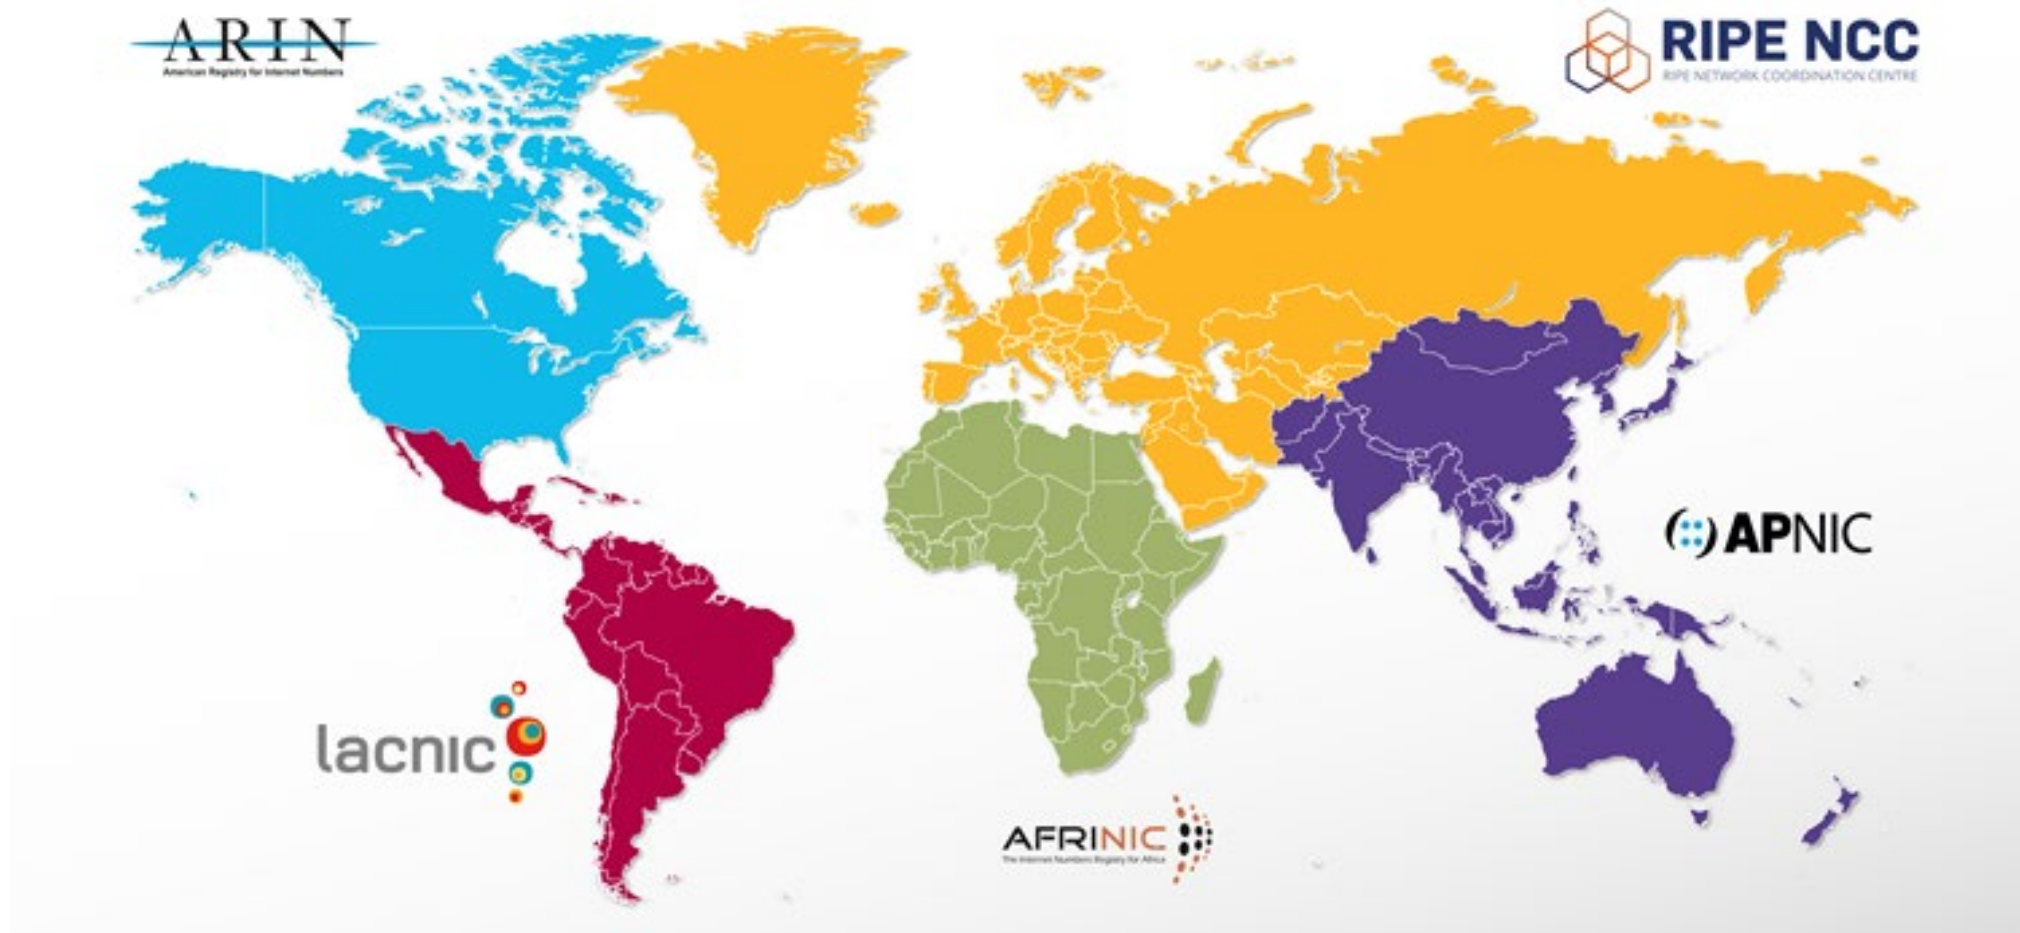 ARIN
American Registry for Internet Numbers
RIPE NCC
RIPE NETWORK COORDINATION CENTRE
APNIC
lacnic
AFRINIC
The Internet Numbers Registry for Africa